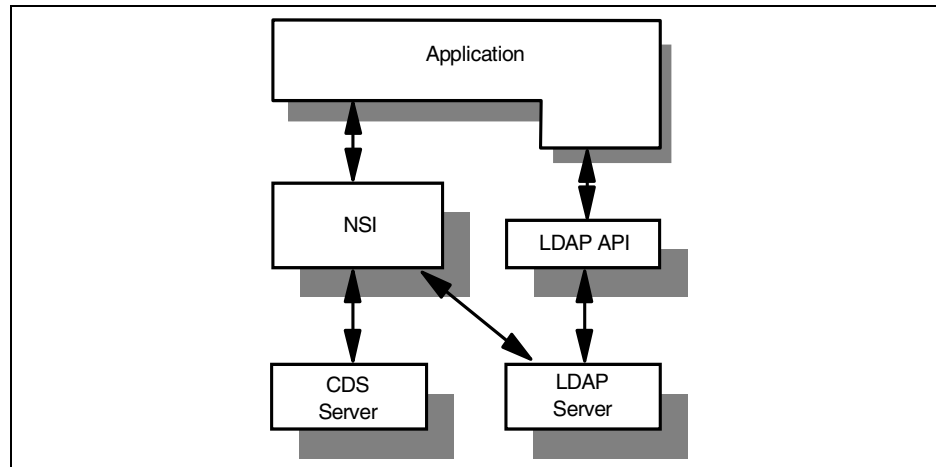 Application
NSI
LDAP API
CDS
Server
LDAP
Server